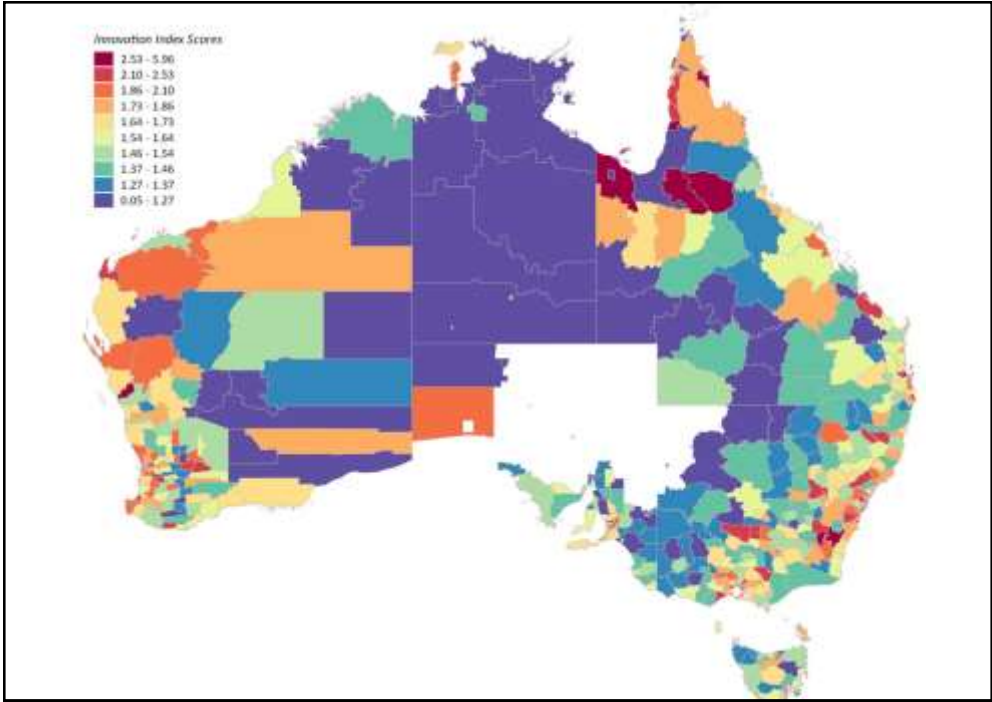 Innovation Index Scores
2.53 - 5.96
2.10 - 2.53
1.86 - 2.10
1.73 - 1.86
1.64 - 1.73
1.54 - 1.64
1.46 - 1.54
1.37 - 1.46
1.27 - 1.37
0.05 - 1.27